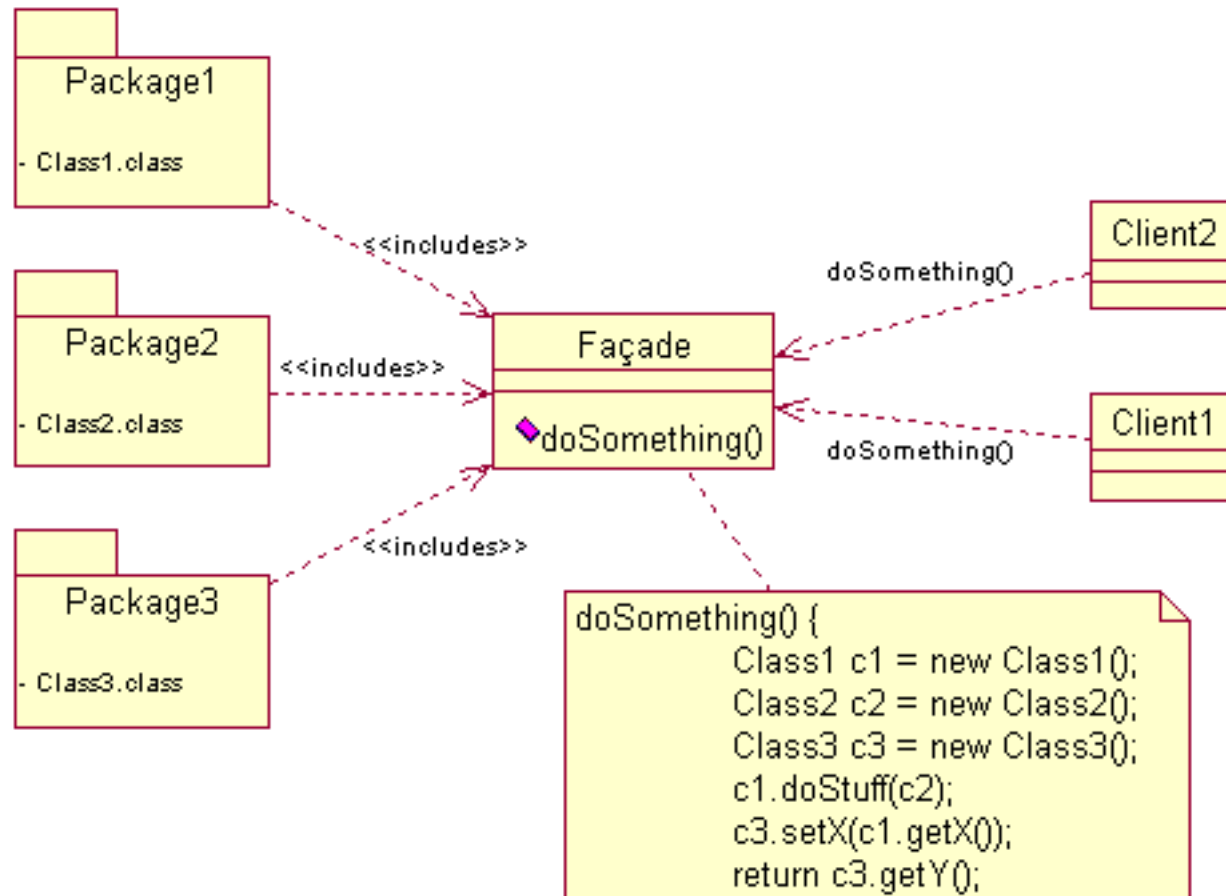 Package1
- Class1.class
<<includes>>
Package2
- Class2.class
<<includes>>
Package3
- Class3.class
<<includes>>
Façade
doSomething()
Client2
doSomething()
Client1
doSomething()
doSomething() {
Class1 c1 = new Class1();
Class2 c2 = new Class2();
Class3 c3 = new Class3();
c1.doStuff(c2);
c3.setX(c1.getX());
return c3.getY();